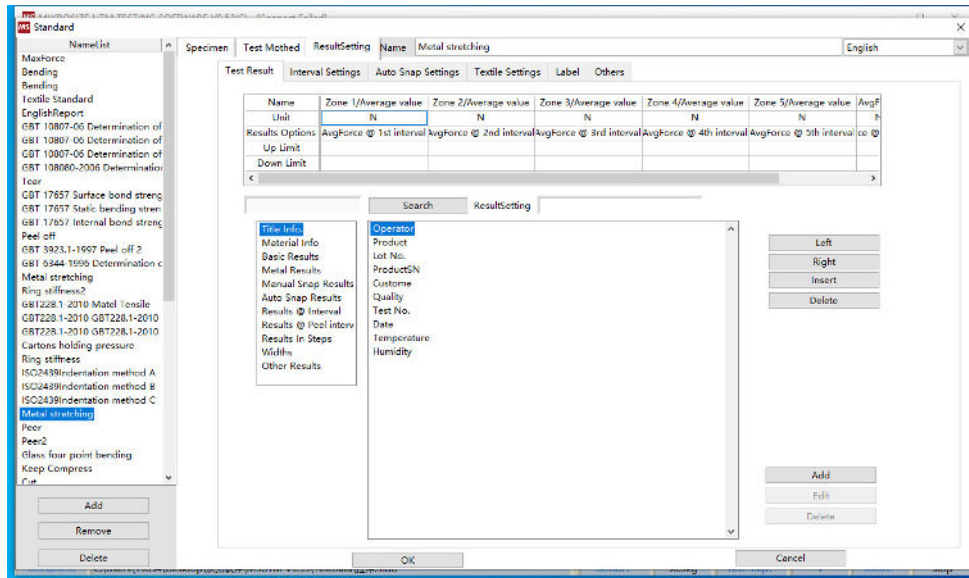 MS Standard
NameList
Specimen Test Mothed ResultSetting Name Metal stretching English
MaxForce
Bending
Bending
Textile Standard
EnglishReport
GBT 10807-06 Determination of
GBT 10807-06 Determination of
GBT 10807-06 Determination of
GBT 108080-2006 Determination
Tear
GBT 17657 Surface bond streng
GBT 17657 Static bending stren
GBT 17657 Internal bond streng
Peel off
GBT 3923.1-1997 Peel off 2
GBT 6344-1996 Determination c
Metal stretching
Ring stiffness2
GBT228.1-2010 Matel Tensile
GBT228.1-2010 GBT228.1-2010
GBT228.1-2010 GBT228.1-2010
Cartons holding pressure
Ring stiffness
ISO2439Indentation method A
ISO2439Indentation method B
ISO2439Indentation method C
Metal stretching
Peer
Peer2
Glass four point bending
Keep Compress
Cut
Add
Remove
Delete
Test Result Interval Settings Auto Snap Settings Textile Settings Label Others
Name Zone 1/Average value Zone 2/Average value Zone 3/Average value Zone 4/Average value Zone 5/Average value AvgF
Unit N N N N N N
Results Options AvgForce @ 1st interval AvgForce @ 2nd interval AvgForce @ 3rd interval AvgForce @ 4th interval AvgForce @ 5th interval ce @
Up Limit
Down Limit
Search ResultSetting
Title Info.
Material Info
Basic Results
Metal Results
Manual Snap Results
Auto Snap Results
Results @ Interval
Results @ Peel interv
Results In Steps
Widths
Other Results
Operator
Product
Lot No.
ProductSN
Custome
Quality
Test No.
Date
Temperature
Humidity
Left
Right
Insert
Delete
Add
Edit
Delete
OK
Cancel